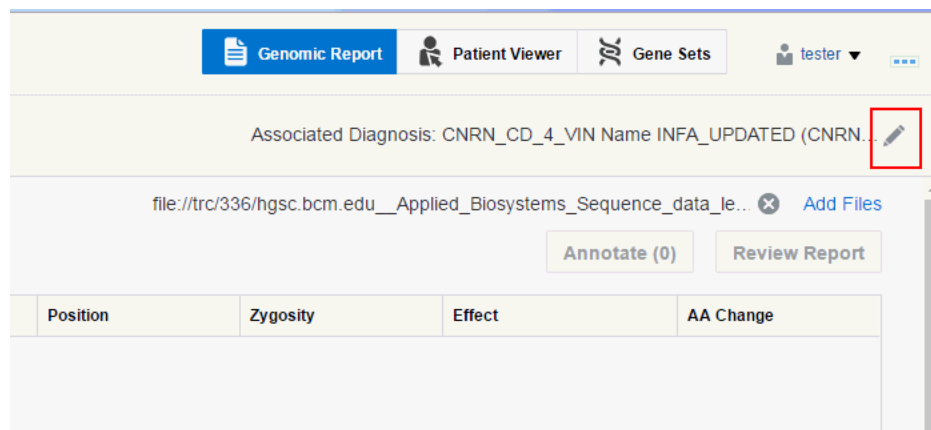 Genomic Report Patient Viewer Gene Sets tester
Associated Diagnosis: CNRN_CD_4_VIN Name INFA_UPDATED (CNRN...
file://trc/336/hgsc.bcm.edu__Applied_Biosystems_Sequence_data_le... Add Files
Annotate (0) Review Report
Position Zygosity Effect AA Change